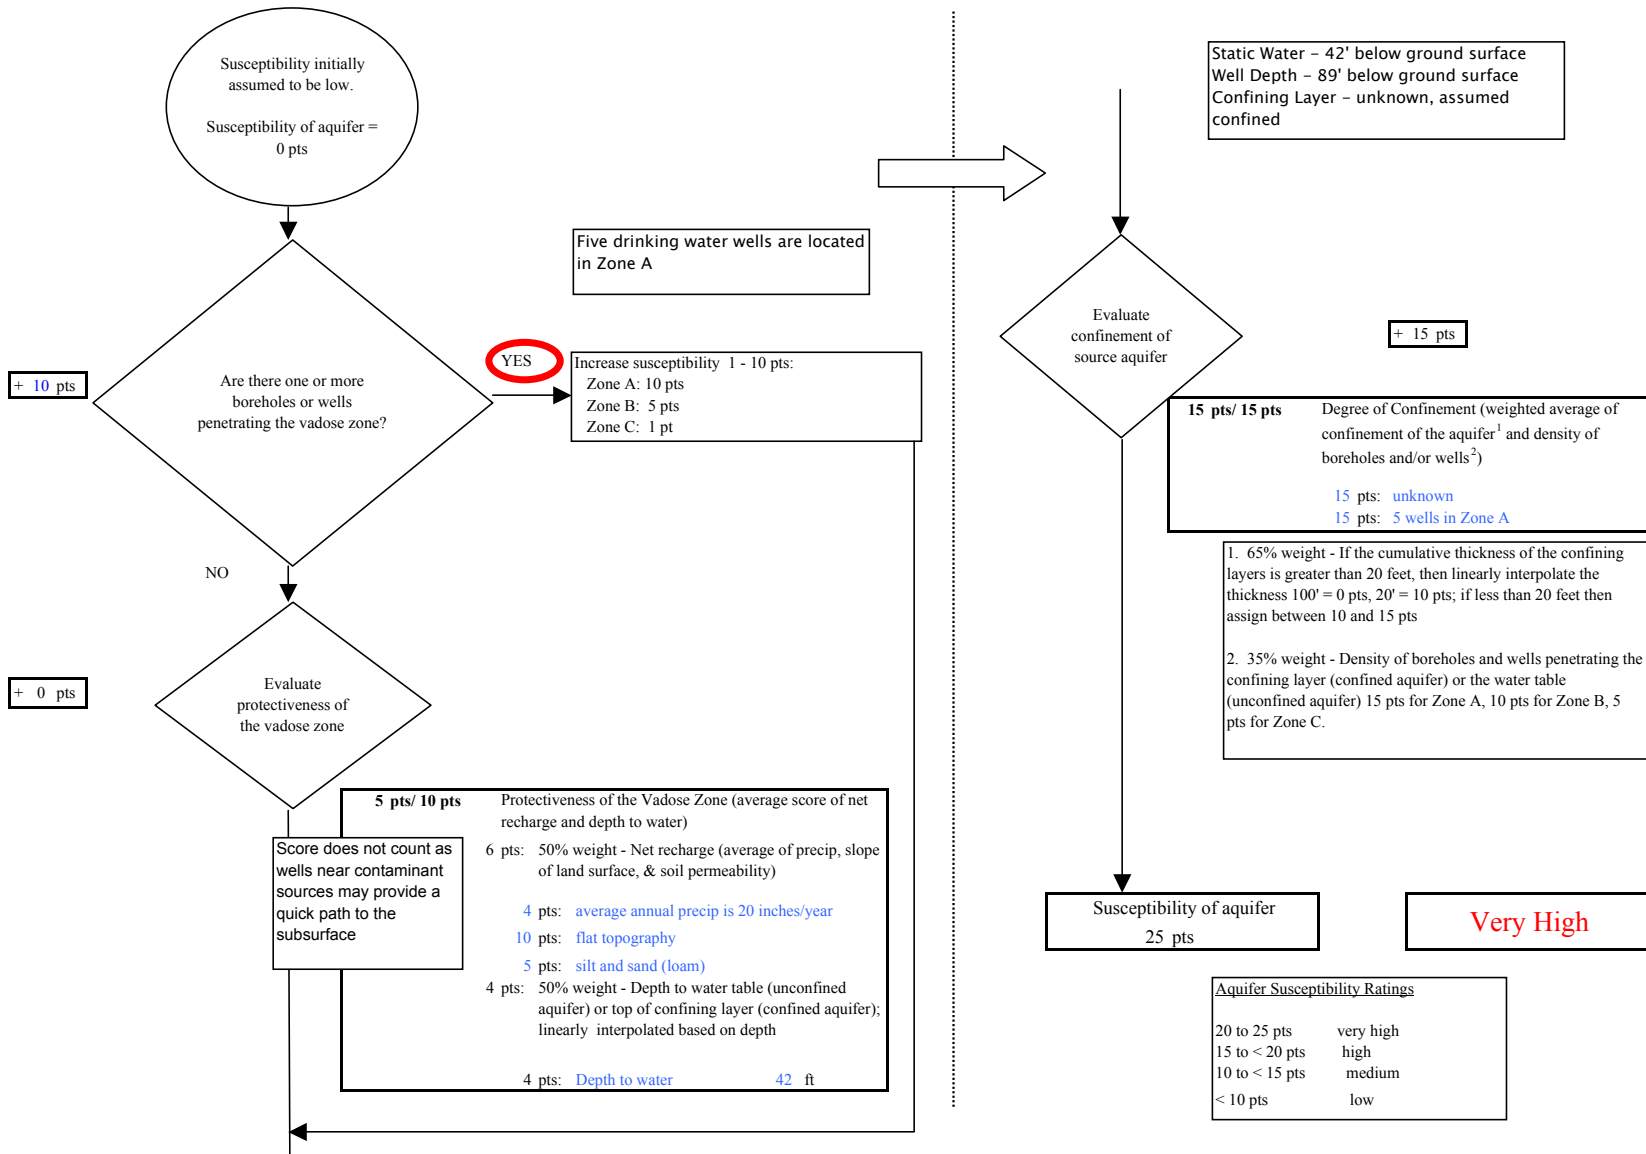 Susceptibility initially
assumed to be low.
Susceptibility of aquifer =
0 pts
Five drinking water wells are located
in Zone A
+ 10 pts
Are there one or more
boreholes or wells
penetrating the vadose zone?
YES
Increase susceptibility 1 - 10 pts:
Zone A: 10 pts
Zone B: 5 pts
Zone C: 1 pt
NO
+ 0 pts
Evaluate
protectiveness of
the vadose zone
5 pts/ 10 pts
Protectiveness of the Vadose Zone (average score of net
recharge and depth to water)
Score does not count as
wells near contaminant
sources may provide a
quick path to the
subsurface
6 pts: 50% weight - Net recharge (average of precip, slope
of land surface, & soil permeability)
4 pts: average annual precip is 20 inches/year
10 pts: flat topography
5 pts: silt and sand (loam)
4 pts: 50% weight - Depth to water table (unconfined
aquifer) or top of confining layer (confined aquifer);
linearly interpolated based on depth
4 pts: Depth to water 42 ft
Static Water – 42' below ground surface
Well Depth – 89' below ground surface
Confining Layer – unknown, assumed
confined
Evaluate
confinement of
source aquifer
+ 15 pts
15 pts/ 15 pts
Degree of Confinement (weighted average of
confinement of the aquifer¹ and density of
boreholes and/or wells²)
15 pts: unknown
15 pts: 5 wells in Zone A
1. 65% weight - If the cumulative thickness of the confining
layers is greater than 20 feet, then linearly interpolate the
thickness 100' = 0 pts, 20' = 10 pts; if less than 20 feet then
assign between 10 and 15 pts
2. 35% weight - Density of boreholes and wells penetrating the
confining layer (confined aquifer) or the water table
(unconfined aquifer) 15 pts for Zone A, 10 pts for Zone B, 5
pts for Zone C.
Susceptibility of aquifer
25 pts
Very High
Aquifer Susceptibility Ratings
20 to 25 pts very high
15 to < 20 pts high
10 to < 15 pts medium
< 10 pts low